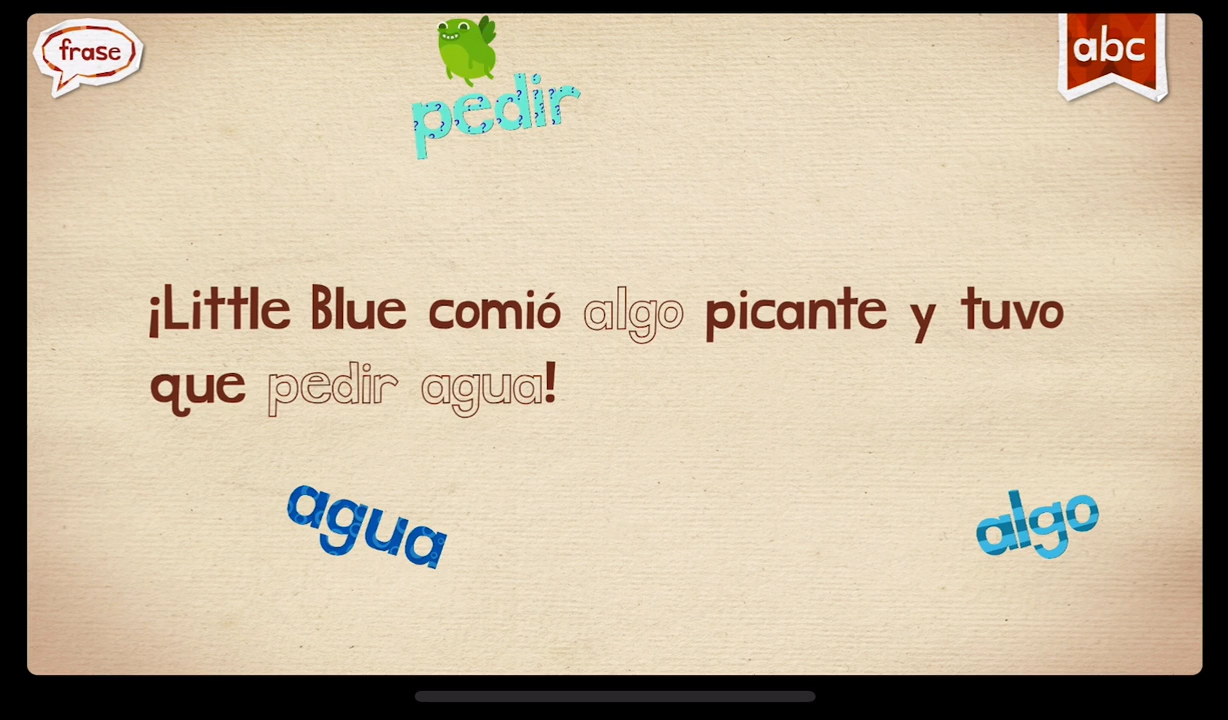 frase
abc
pedir
¡Little Blue comió algo picante y tuvo
que pedir agua!
agua
algo